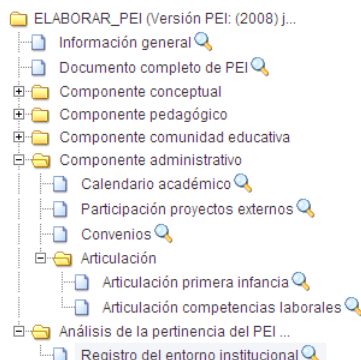 ELABORAR_PEI (Versión PEI: (2008) j...
Información general
Documento completo de PEI
Componente conceptual
Componente pedagógico
Componente comunidad educativa
Componente administrativo
Calendario académico
Participación proyectos externos
Convenios
Articulación
Articulación primera infancia
Articulación competencias laborales
Análisis de la pertinencia del PEI ...
Registro del entorno institucional